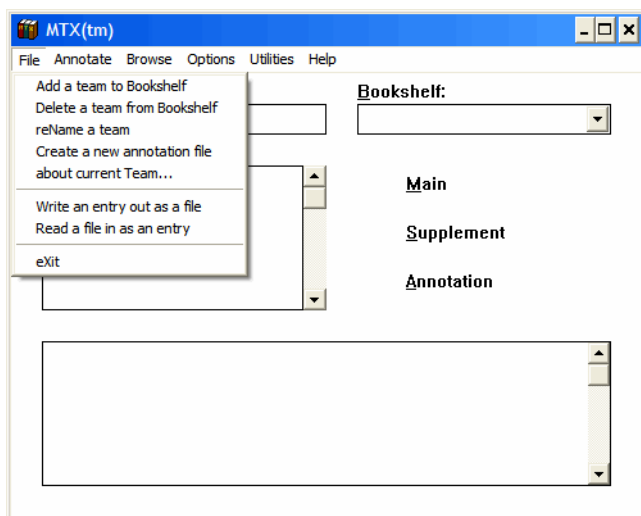 MTX(tm)
File Annotate Browse Options Utilities Help
Add a team to Bookshelf
Delete a team from Bookshelf
reName a team
Create a new annotation file
about current Team...
Write an entry out as a file
Read a file in as an entry
eXit
Bookshelf:
Main
Supplement
Annotation